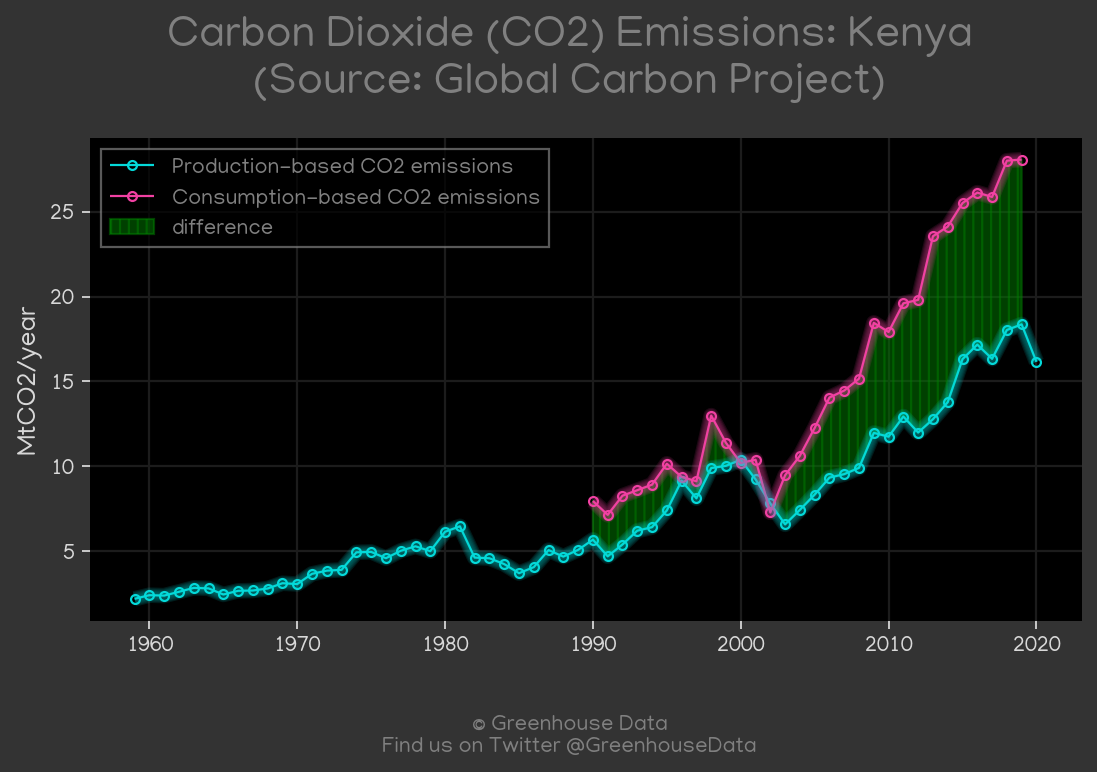 Carbon Dioxide (CO2) Emissions: Kenya
(Source: Global Carbon Project)
Production-based CO2 emissions
Consumption-based CO2 emissions
difference
MtCO2/year
25
20
15
10
5
1960 1970 1980 1990 2000 2010 2020
© Greenhouse Data
Find us on Twitter @GreenhouseData